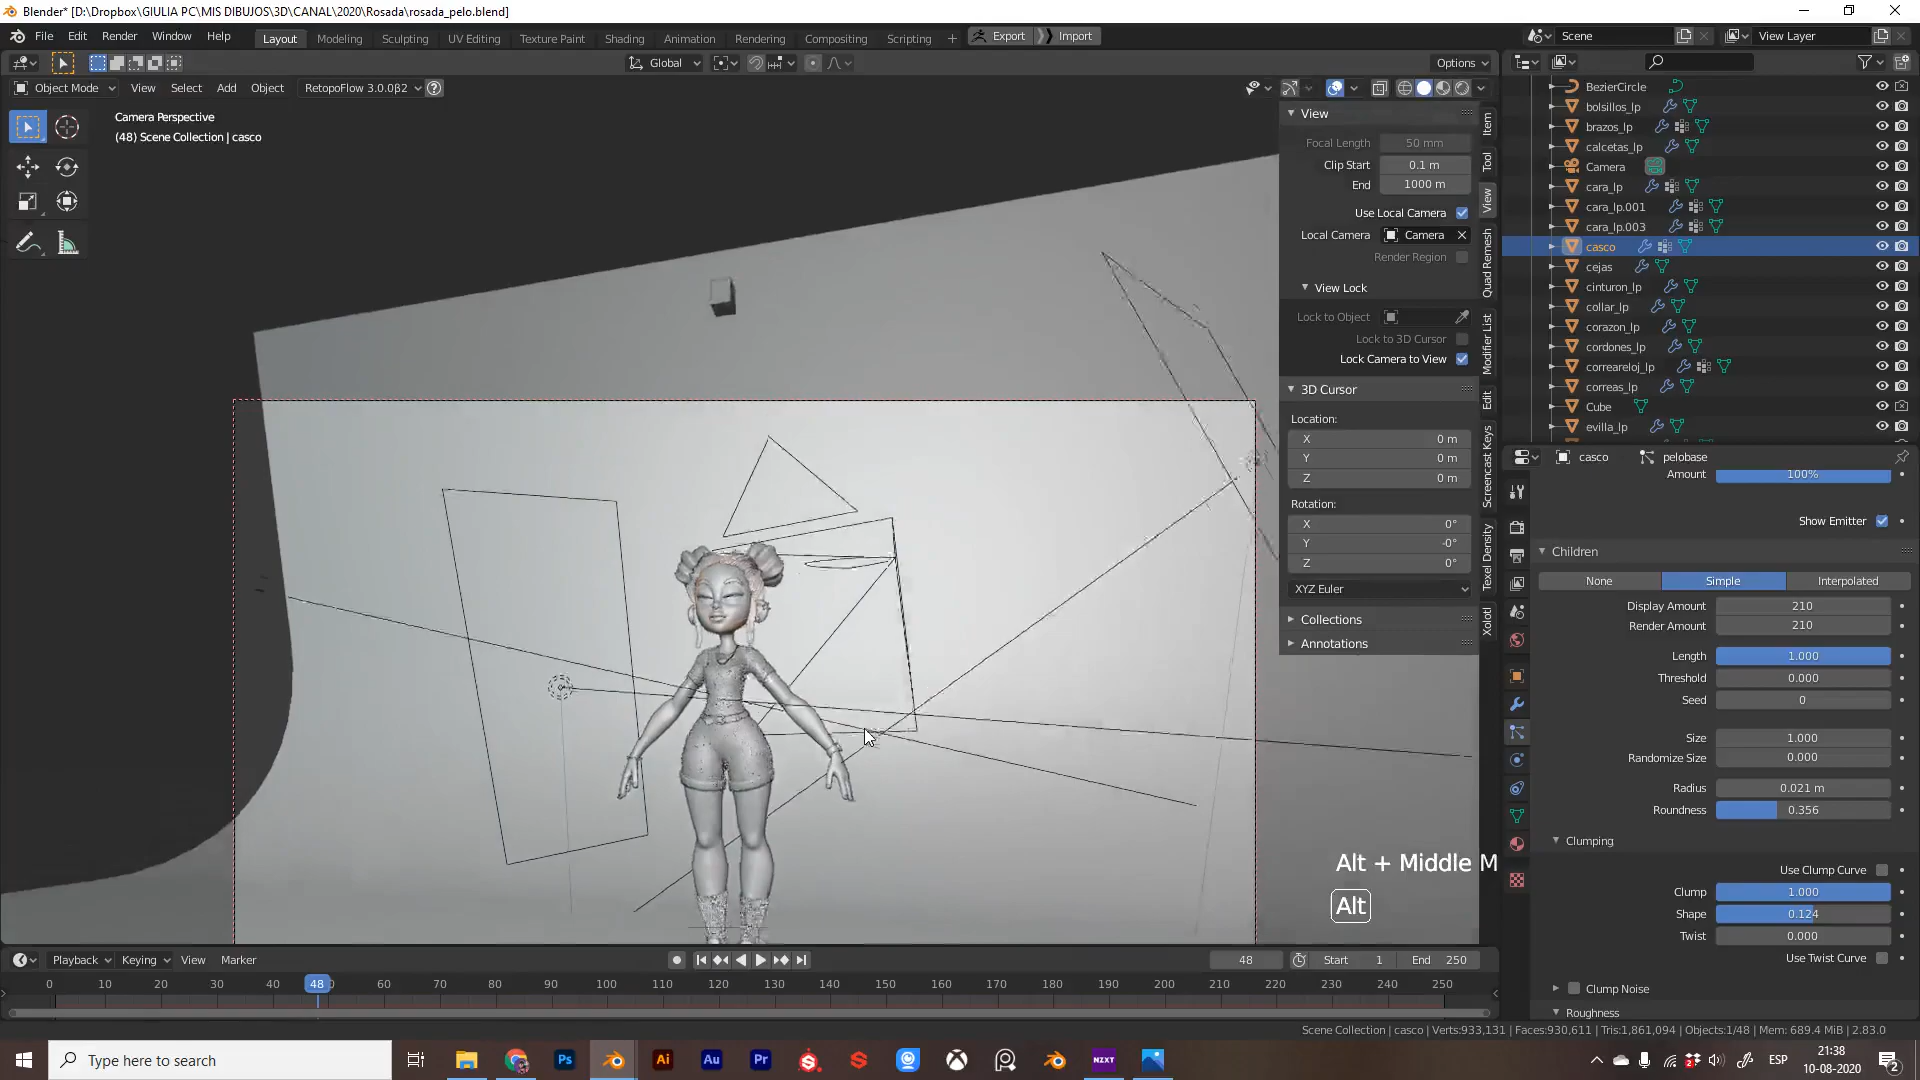 Blender* [D:\Dropbox\GIULIA PC\MIS DIBUJOS\3D\CANAL\2020\Rosada\rosada_pelo.blend]
File Edit Render Window Help
Layout Modeling Sculpting UV Editing Texture Paint Shading Animation Rendering Compositing Scripting
Export Import
Scene
View Layer
Global
Options
Object Mode View Select Add Object RetopoFlow 3.0.0β2
Camera Perspective
(48) Scene Collection | casco
View
Focal Length 50 mm
Clip Start 0.1 m
End 1000 m
Use Local Camera
Local Camera Camera
Render Region
View Lock
Lock to Object
Lock to 3D Cursor
Lock Camera to View
3D Cursor
Location:
X 0 m
Y 0 m
Z 0 m
Rotation:
X 0°
Y -0°
Z 0°
XYZ Euler
Collections
Annotations
Item
Tool
View
Quad Remesh
Modifier List
Edit
Screencast Keys
Texel Density
Xolotl
BezierCircle
bolsillos_lp
brazos_lp
calcetas_lp
Camera
cara_lp
cara_lp.001
cara_lp.003
casco
cejas
cinturon_lp
collar_lp
corazon_lp
cordones_lp
correareloj_lp
correas_lp
Cube
evilla_lp
casco pelobase
Amount 100%
Show Emitter
Children
None Simple Interpolated
Display Amount 210
Render Amount 210
Length 1.000
Threshold 0.000
Seed 0
Size 1.000
Randomize Size 0.000
Radius 0.021 m
Roundness 0.356
Clumping
Use Clump Curve
Clump 1.000
Shape 0.124
Twist 0.000
Use Twist Curve
Clump Noise
Roughness
Alt + Middle M
Alt
Playback Keying View Marker
48 Start 1 End 250
0 10 20 30 40 48 60 70 80 90 100 110 120 130 140 150 160 170 180 190 200 210 220 230 240 250
Scene Collection | casco | Verts:933,131 | Faces:930,611 | Tris:1,861,094 | Objects:1/48 | Mem: 689.4 MiB | 2.83.0
Type here to search
Ps Ai Au Pr NZXT
ESP
21:38
10-08-2020
2